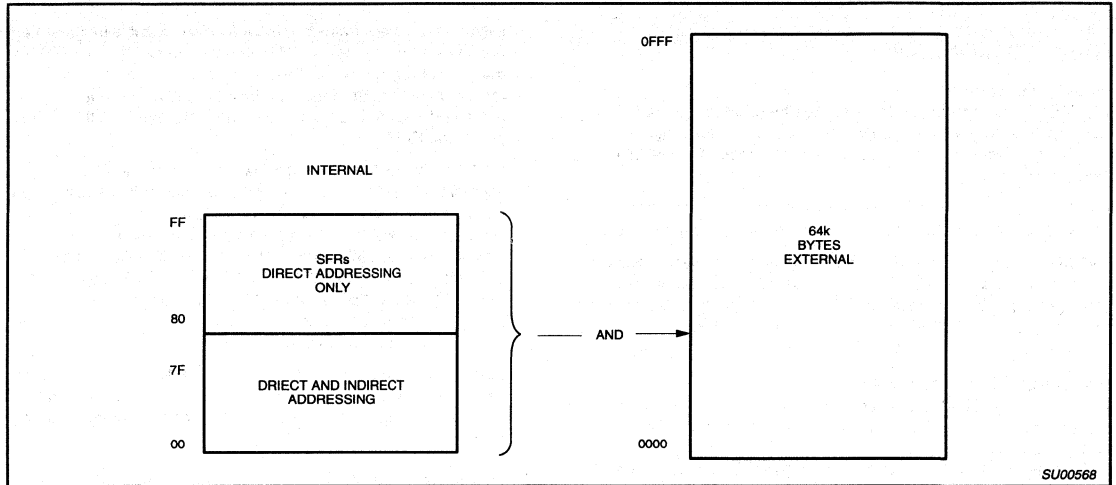 0FFF
INTERNAL
FF
SFRs
DIRECT ADDRESSING
ONLY
80
7F
DRIECT AND INDIRECT
ADDRESSING
00
AND
64k
BYTES
EXTERNAL
0000
SU00568